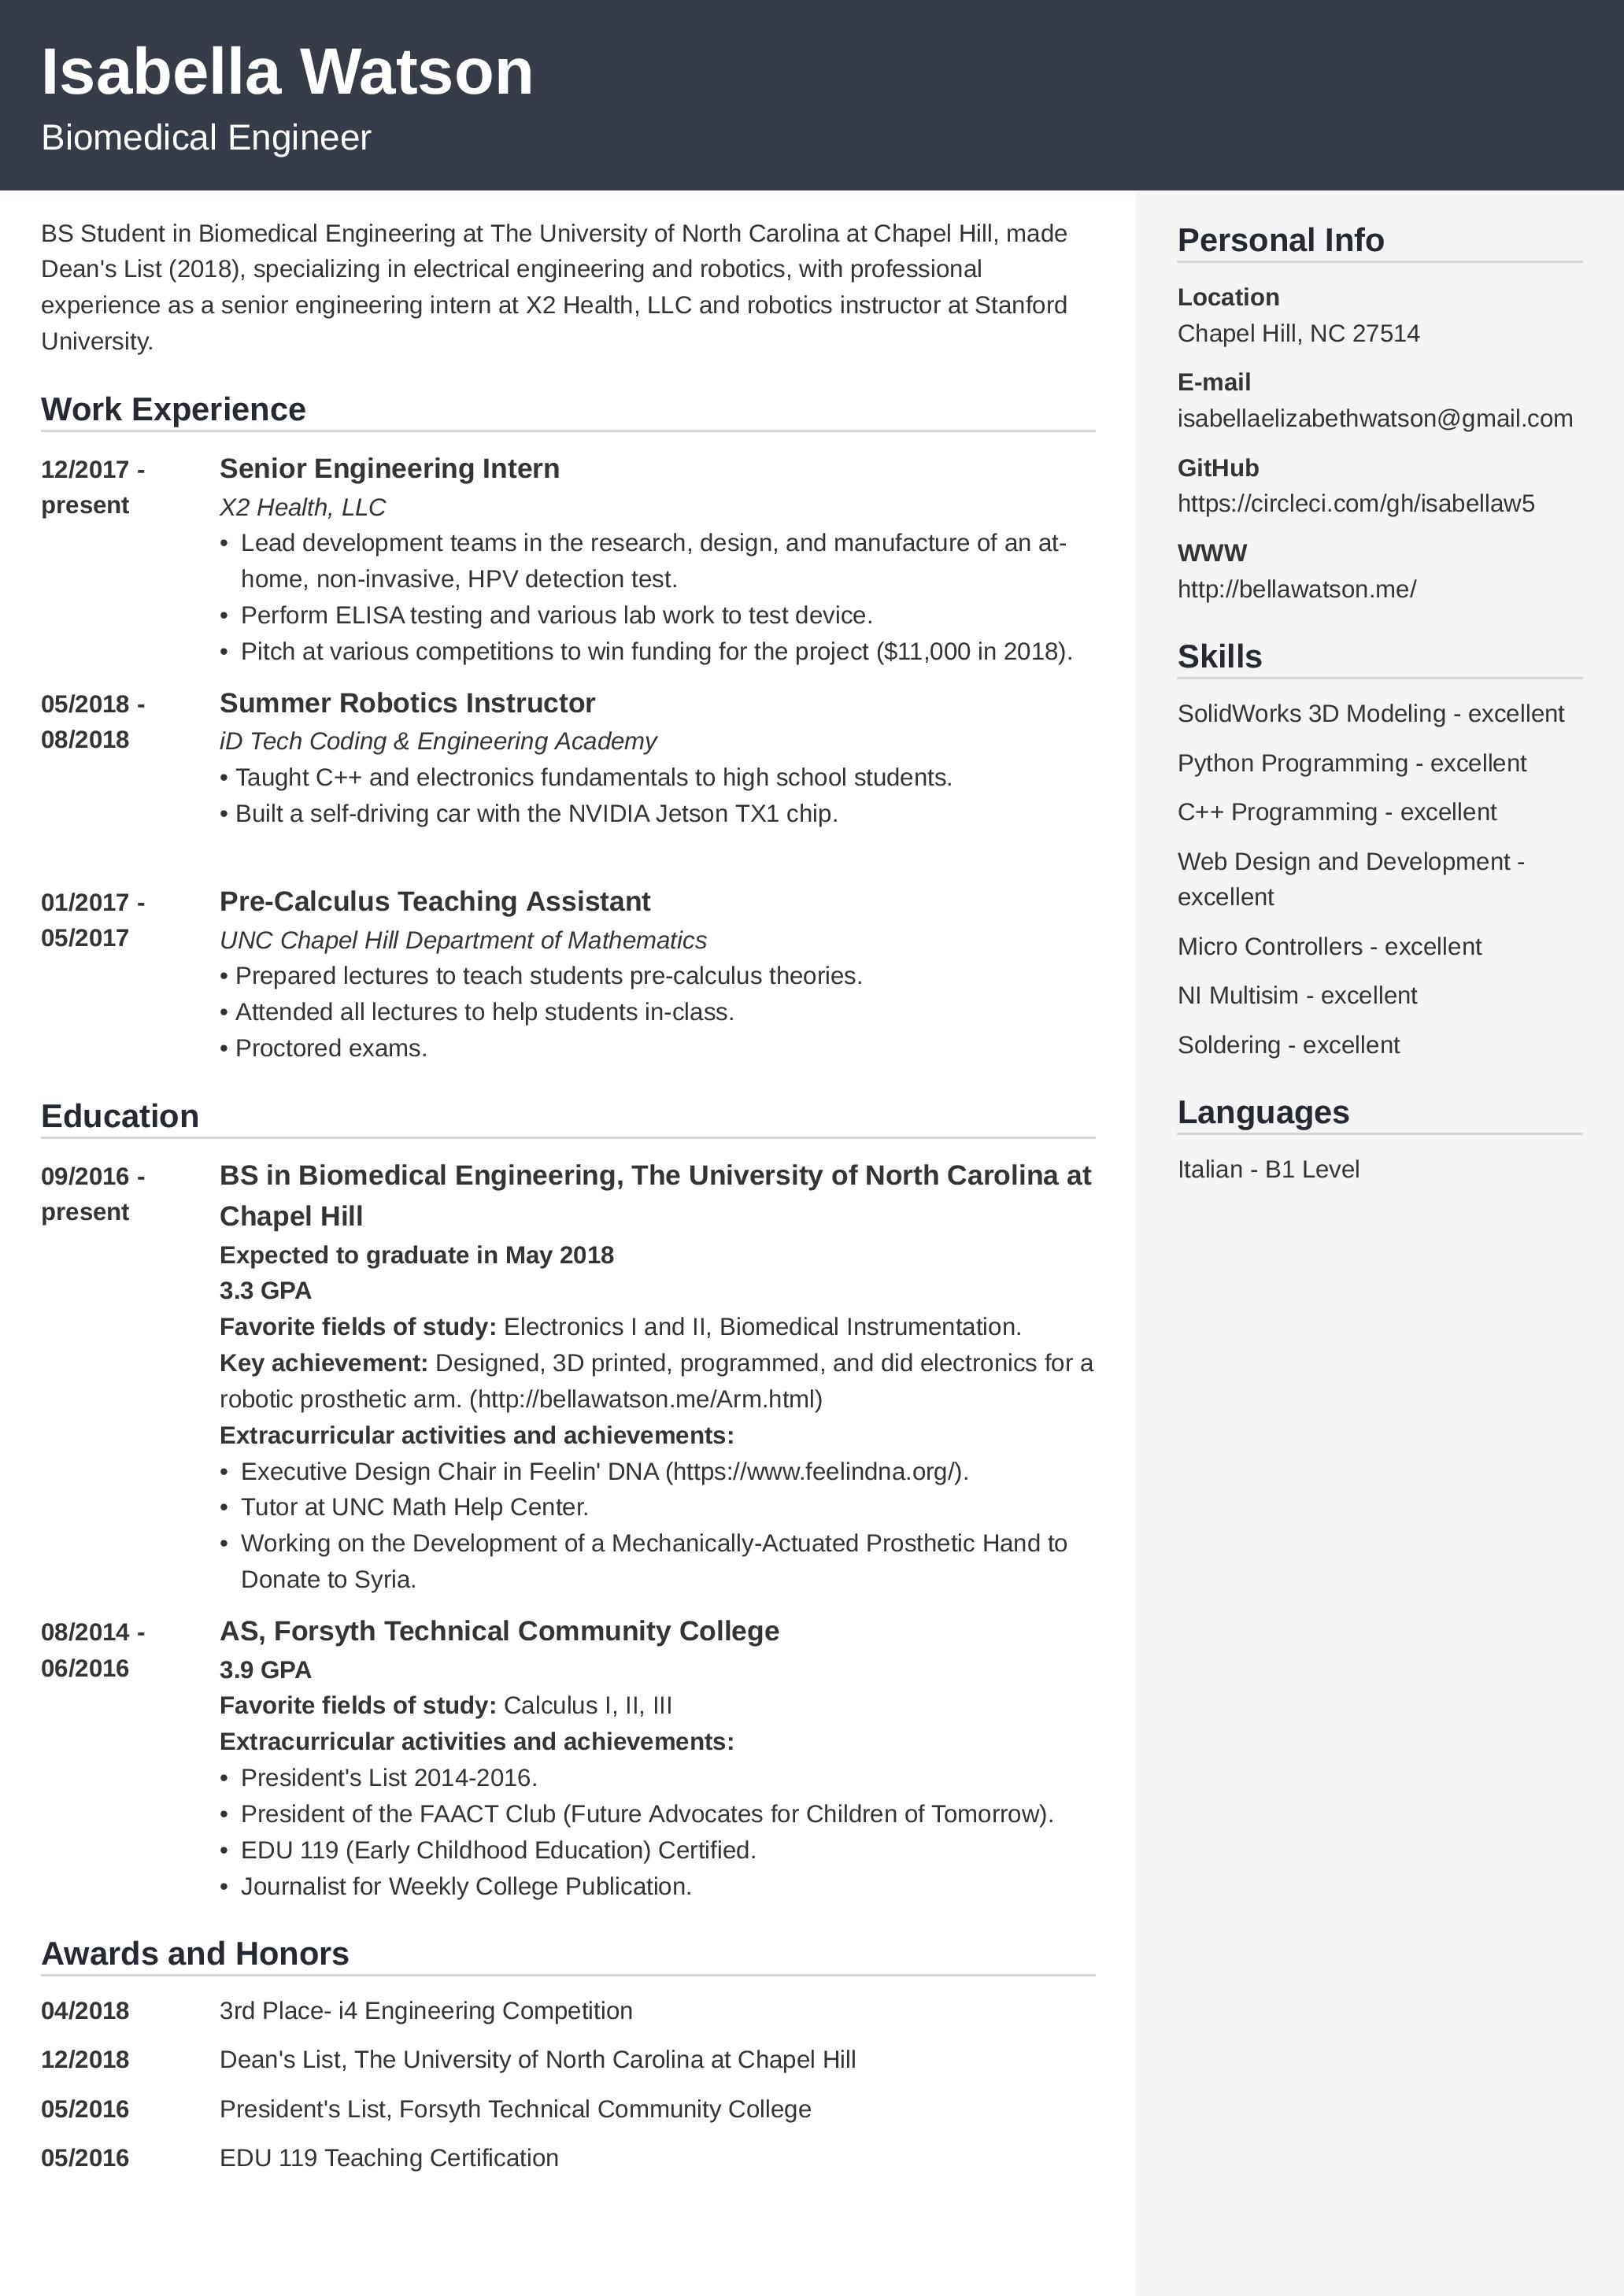 Isabella Watson
Biomedical Engineer
BS Student in Biomedical Engineering at The University of North Carolina at Chapel Hill, made
Dean's List (2018), specializing in electrical engineering and robotics, with professional
experience as a senior engineering intern at X2 Health, LLC and robotics instructor at Stanford
University.
Work Experience
12/2017 -
present
Senior Engineering Intern
X2 Health, LLC
• Lead development teams in the research, design, and manufacture of an at-
home, non-invasive, HPV detection test.
• Perform ELISA testing and various lab work to test device.
• Pitch at various competitions to win funding for the project ($11,000 in 2018).
05/2018 -
08/2018
Summer Robotics Instructor
iD Tech Coding & Engineering Academy
• Taught C++ and electronics fundamentals to high school students.
• Built a self-driving car with the NVIDIA Jetson TX1 chip.
01/2017 -
05/2017
Pre-Calculus Teaching Assistant
UNC Chapel Hill Department of Mathematics
• Prepared lectures to teach students pre-calculus theories.
• Attended all lectures to help students in-class.
• Proctored exams.
Education
09/2016 -
present
BS in Biomedical Engineering, The University of North Carolina at
Chapel Hill
Expected to graduate in May 2018
3.3 GPA
Favorite fields of study: Electronics I and II, Biomedical Instrumentation.
Key achievement: Designed, 3D printed, programmed, and did electronics for a
robotic prosthetic arm. (http://bellawatson.me/Arm.html)
Extracurricular activities and achievements:
• Executive Design Chair in Feelin' DNA (https://www.feelindna.org/).
• Tutor at UNC Math Help Center.
• Working on the Development of a Mechanically-Actuated Prosthetic Hand to
Donate to Syria.
08/2014 -
06/2016
AS, Forsyth Technical Community College
3.9 GPA
Favorite fields of study: Calculus I, II, III
Extracurricular activities and achievements:
• President's List 2014-2016.
• President of the FAACT Club (Future Advocates for Children of Tomorrow).
• EDU 119 (Early Childhood Education) Certified.
• Journalist for Weekly College Publication.
Awards and Honors
04/2018 3rd Place- i4 Engineering Competition
12/2018 Dean's List, The University of North Carolina at Chapel Hill
05/2016 President's List, Forsyth Technical Community College
05/2016 EDU 119 Teaching Certification
Personal Info
Location
Chapel Hill, NC 27514
E-mail
isabellaelizabethwatson@gmail.com
GitHub
https://circleci.com/gh/isabellaw5
WWW
http://bellawatson.me/
Skills
SolidWorks 3D Modeling - excellent
Python Programming - excellent
C++ Programming - excellent
Web Design and Development -
excellent
Micro Controllers - excellent
NI Multisim - excellent
Soldering - excellent
Languages
Italian - B1 Level